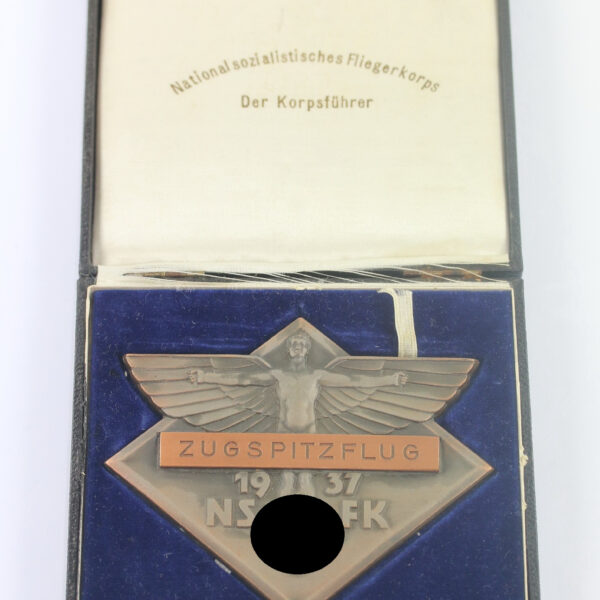 Nationalsozialistisches Fliegerkorps
Der Korpsführer
ZUGSPITZFLUG
19 37
NS FK